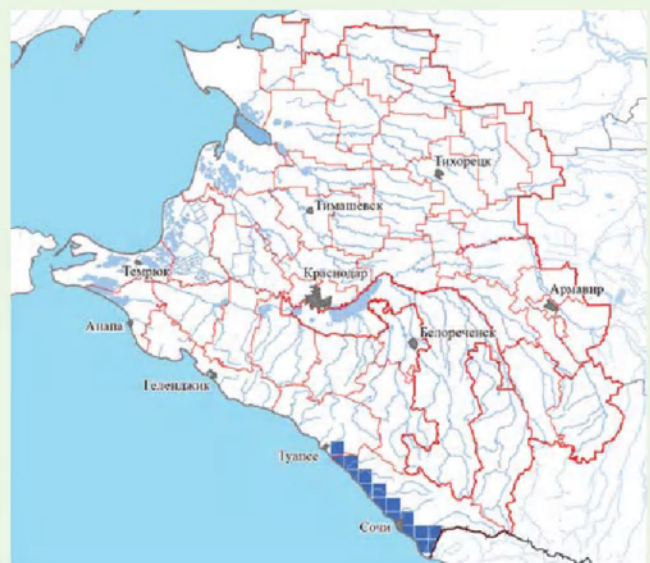 Тихорецк
Тимашевск
Темрюк
Краснодар
Армавир
Анапа
Белореченск
Геленджик
Туапсе
Сочи